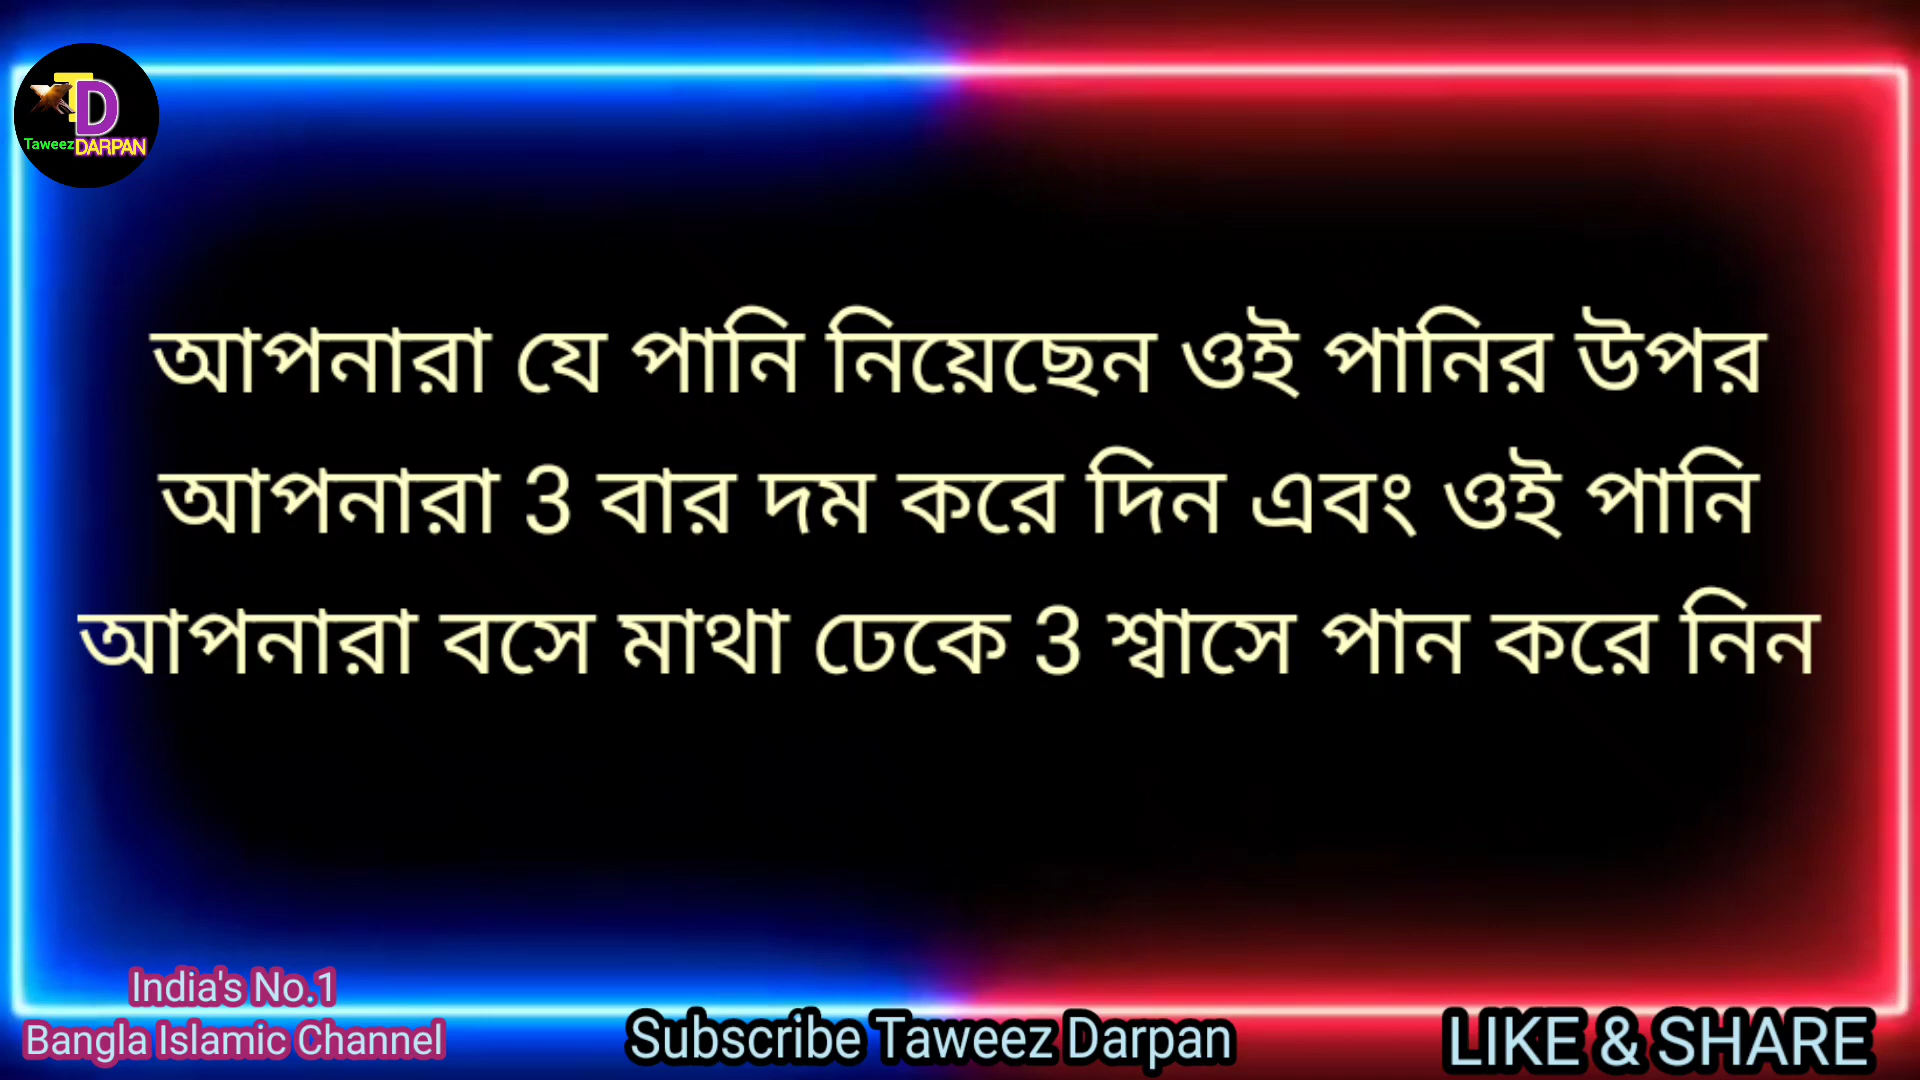 TD
Taweez DARPAN
আপনারা যে পানি নিয়েছেন ওই পানির উপর
আপনারা 3 বার দম করে দিন এবং ওই পানি
আপনারা বসে মাথা ঢেকে 3 শ্বাসে পান করে নিন
India's No.1
Bangla Islamic Channel
Subscribe Taweez Darpan
LIKE & SHARE